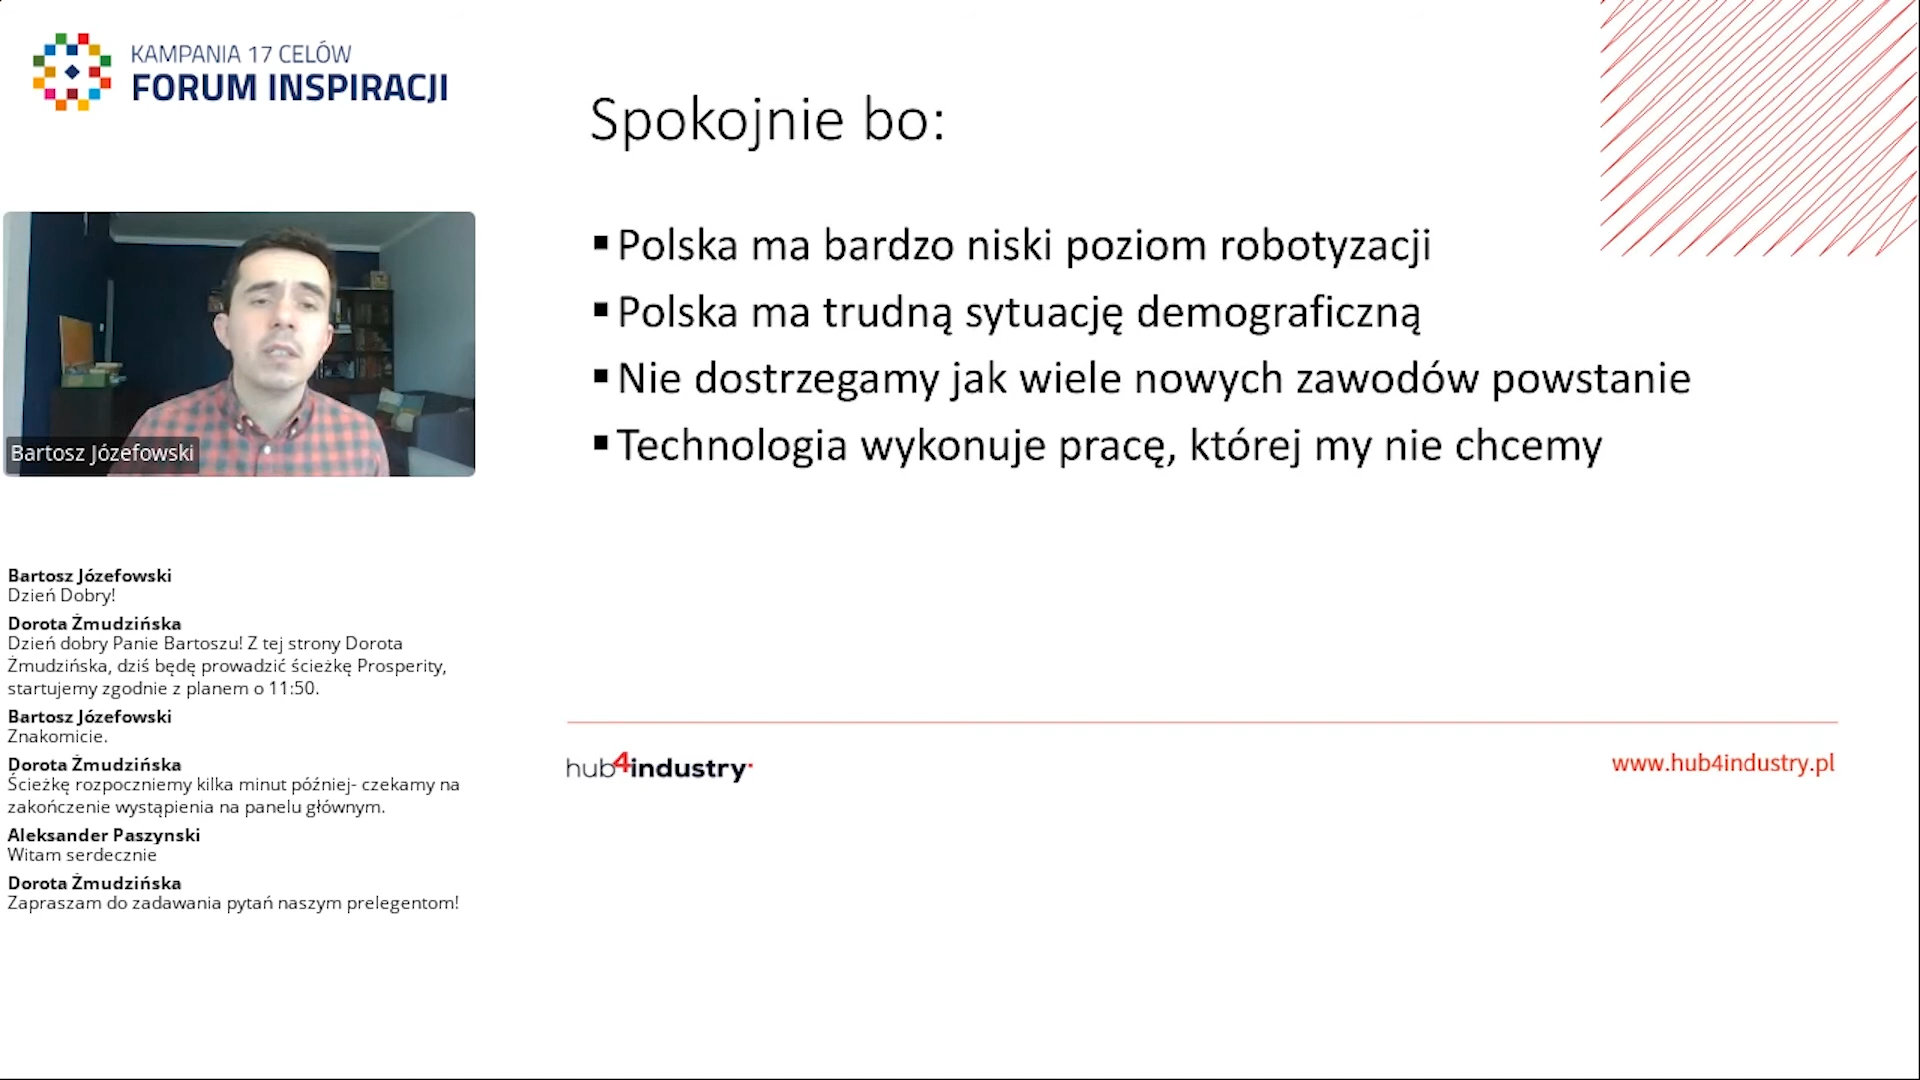 KAMPANIA 17 CELÓW
FORUM INSPIRACJI
Bartosz Józefowski
Bartosz Józefowski
Dzień Dobry!
Dorota Żmudzińska
Dzień dobry Panie Bartoszu! Z tej strony Dorota
Żmudzińska, dziś będę prowadzić ścieżkę Prosperity,
startujemy zgodnie z planem o 11:50.
Bartosz Józefowski
Znakomicie.
Dorota Żmudzińska
Ścieżkę rozpoczniemy kilka minut później- czekamy na
zakończenie wystąpienia na panelu głównym.
Aleksander Paszynski
Witam serdecznie
Dorota Żmudzińska
Zapraszam do zadawania pytań naszym prelegentom!
Spokojnie bo:
▪ Polska ma bardzo niski poziom robotyzacji
▪ Polska ma trudną sytuację demograficzną
▪ Nie dostrzegamy jak wiele nowych zawodów powstanie
▪ Technologia wykonuje pracę, której my nie chcemy
hub4industry
www.hub4industry.pl